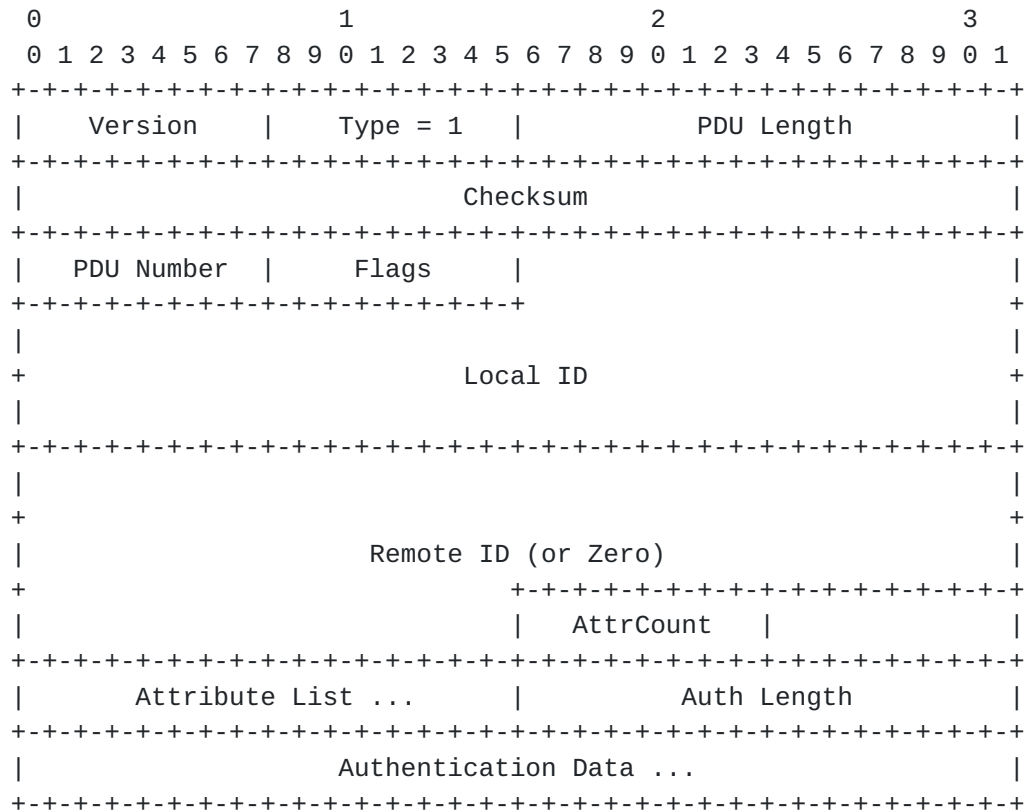 0                   1                   2                   3
 0 1 2 3 4 5 6 7 8 9 0 1 2 3 4 5 6 7 8 9 0 1 2 3 4 5 6 7 8 9 0 1
+-+-+-+-+-+-+-+-+-+-+-+-+-+-+-+-+-+-+-+-+-+-+-+-+-+-+-+-+-+-+-+-+
|    Version    |    Type = 1   |           PDU Length          |
+-+-+-+-+-+-+-+-+-+-+-+-+-+-+-+-+-+-+-+-+-+-+-+-+-+-+-+-+-+-+-+-+
|                            Checksum                           |
+-+-+-+-+-+-+-+-+-+-+-+-+-+-+-+-+-+-+-+-+-+-+-+-+-+-+-+-+-+-+-+-+
|   PDU Number  |     Flags     |                               |
+-+-+-+-+-+-+-+-+-+-+-+-+-+-+-+-+                               +
|                                                               |
+                            Local ID                           +
|                                                               |
+-+-+-+-+-+-+-+-+-+-+-+-+-+-+-+-+-+-+-+-+-+-+-+-+-+-+-+-+-+-+-+-+
|                                                               |
+                                                               +
|                      Remote ID (or Zero)                      |
+                               +-+-+-+-+-+-+-+-+-+-+-+-+-+-+-+-+
|                               |   AttrCount   |               |
+-+-+-+-+-+-+-+-+-+-+-+-+-+-+-+-+-+-+-+-+-+-+-+-+-+-+-+-+-+-+-+-+
|       Attribute List ...      |          Auth Length          |
+-+-+-+-+-+-+-+-+-+-+-+-+-+-+-+-+-+-+-+-+-+-+-+-+-+-+-+-+-+-+-+-+
|                    Authentication Data ...                    |
+-+-+-+-+-+-+-+-+-+-+-+-+-+-+-+-+-+-+-+-+-+-+-+-+-+-+-+-+-+-+-+-+